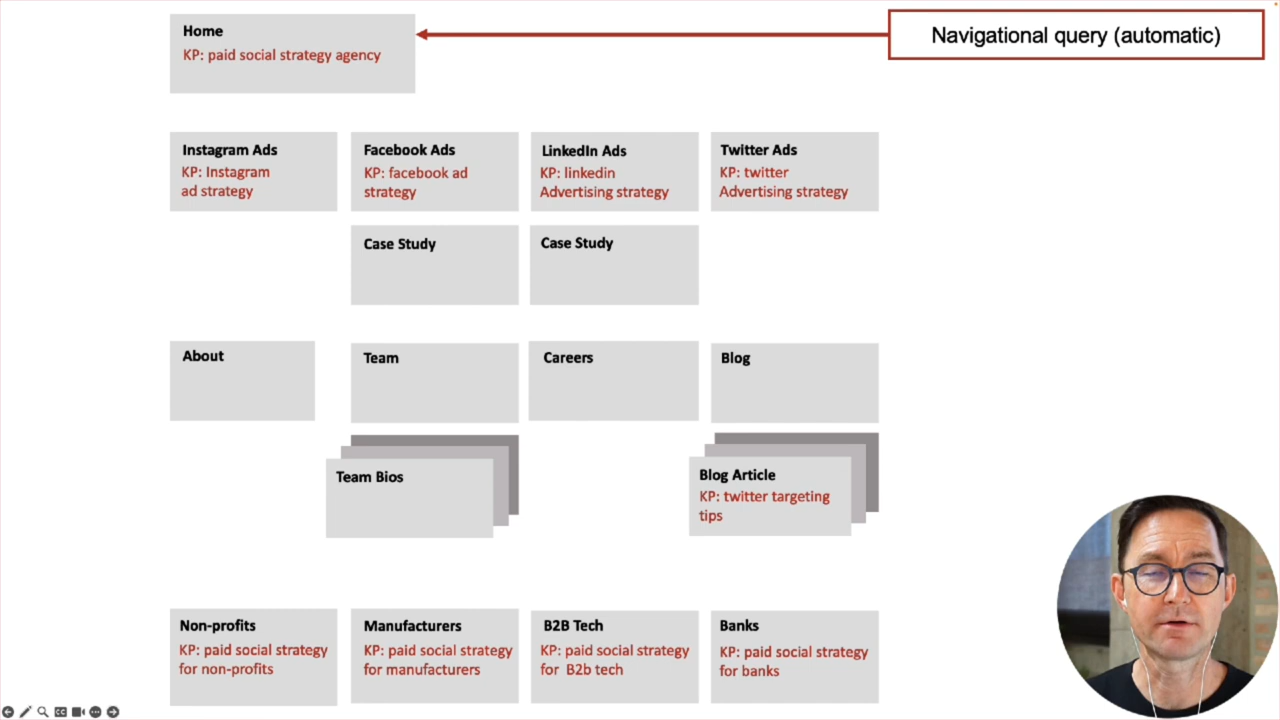 Home
KP: paid social strategy agency
Navigational query (automatic)
Instagram Ads
KP: Instagram
ad strategy
Facebook Ads
KP: facebook ad
strategy
LinkedIn Ads
KP: linkedin
Advertising strategy
Twitter Ads
KP: twitter
Advertising strategy
Case Study
Case Study
About
Team
Careers
Blog
Team Bios
Blog Article
KP: twitter targeting
tips
Non-profits
KP: paid social strategy
for non-profits
Manufacturers
KP: paid social strategy
for manufacturers
B2B Tech
KP: paid social strategy
for B2b tech
Banks
KP: paid social strategy
for banks